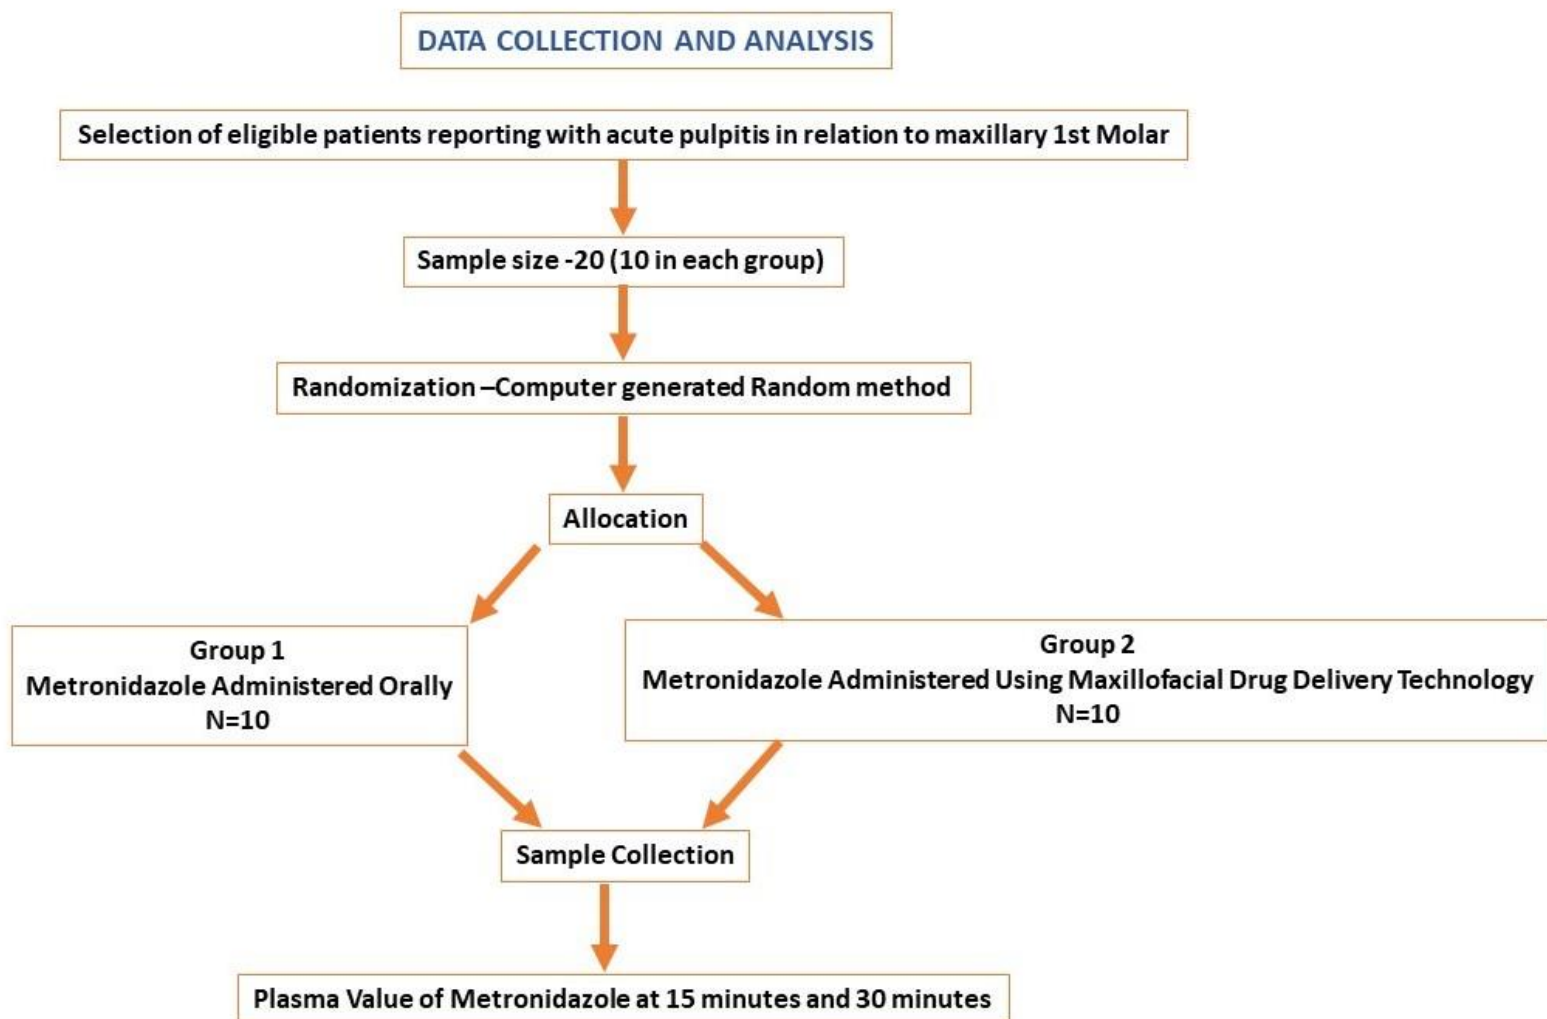 DATA COLLECTION AND ANALYSIS
Selection of eligible patients reporting with acute pulpitis in relation to maxillary 1st Molar
Sample size -20 (10 in each group)
Randomization –Computer generated Random method
Allocation
Group 1
Metronidazole Administered Orally
N=10
Group 2
Metronidazole Administered Using Maxillofacial Drug Delivery Technology
N=10
Sample Collection
Plasma Value of Metronidazole at 15 minutes and 30 minutes